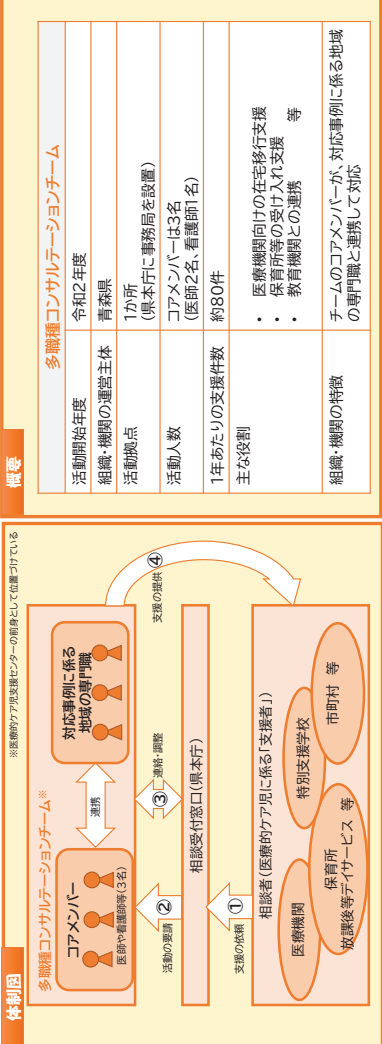 体制図
※医療的ケア児支援センターの前身として位置づけている
多職種コンサルテーションチーム※
コアメンバー
医師や看護師等(3名)
連携
対応事例に係る
地域の専門職
活動の要請
②
③
連絡・調整
支援の提供④
相談受付窓口(県本庁)
支援の依頼
①
相談者(医療的ケア児に係る「支援者」)
医療機関
特別支援学校
保育所
放課後等デイサービス 等
市町村 等
概要
多職種コンサルテーションチーム
活動開始年度 令和2年度
組織・機関の運営主体 青森県
活動拠点 1か所
(県本庁に事務局を設置)
活動人数 コアメンバーは3名
(医師2名、看護師1名)
1年あたりの支援件数 約80件
主な役割
• 医療機関向けの在宅移行支援
• 保育所等の受け入れ支援
• 教育機関との連携 等
組織・機関の特徴 チームのコアメンバーが、対応事例に係る地域
の専門職と連携して対応